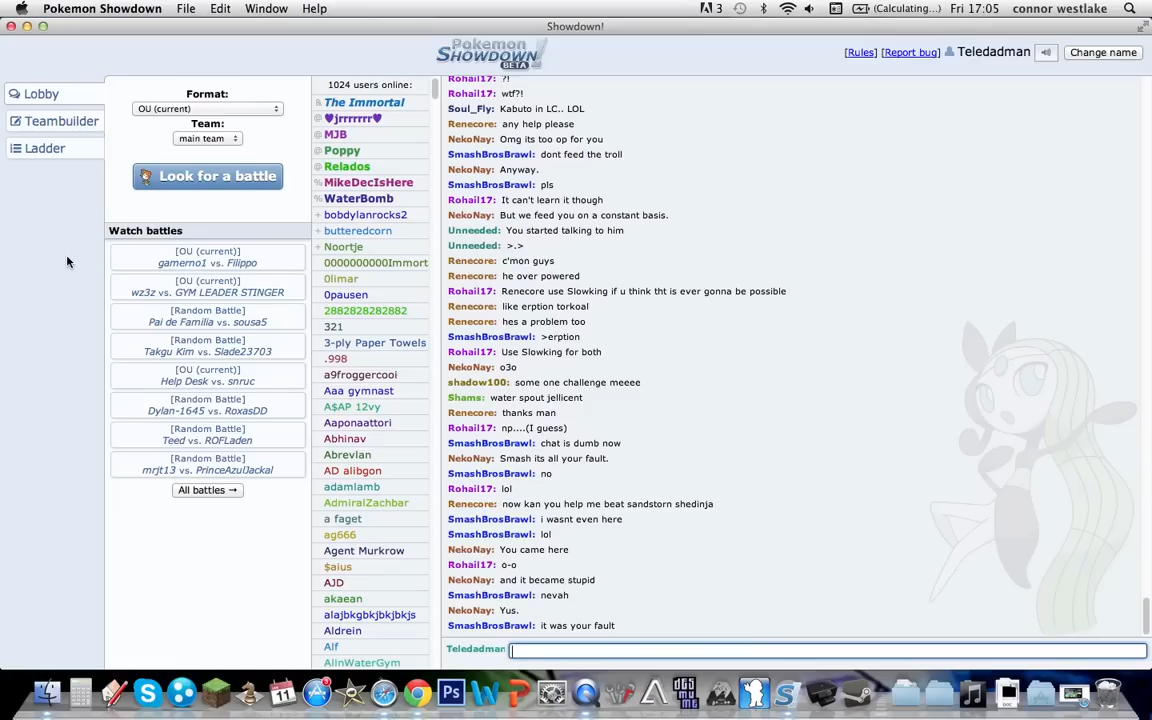 Pokemon Showdown File Edit Window Help
3 (Calculating...) Fri 17:05 connor westlake
Showdown!
Pokemon
SHOWDOWN!
BETA
[Rules] [Report bug] Teledadman Change name
Lobby
Teambuilder
Ladder
Format:
OU (current)
Team:
main team
Look for a battle
Watch battles
[OU (current)]
gamerno1 vs. Filippo
[OU (current)]
wz3z vs. GYM LEADER STINGER
[Random Battle]
Pai de Familia vs. sousa5
[Random Battle]
Takgu Kim vs. Slade23703
[OU (current)]
Help Desk vs. snruc
[Random Battle]
Dylan-1645 vs. RoxasDD
[Random Battle]
Teed vs. ROFLaden
[Random Battle]
mrjt13 vs. PrinceAzulJackal
All battles →
1024 users online:
& The Immortal
@ ♥jrrrrrrr♥
@ MJB
@ Poppy
@ Relados
% MikeDecIsHere
% WaterBomb
+ bobdylanrocks2
+ butteredcorn
+ Noortje
0000000000Immort
0limar
0pausen
2882828282882
321
3-ply Paper Towels
.998
a9froggercooi
Aaa gymnast
A$AP 12vy
Aaponaattori
Abhinav
Abrevlan
AD alibgon
adamlamb
AdmiralZachbar
a faget
ag666
Agent Murkrow
$aius
AJD
akaean
alajbkgbkjbkjbkjs
Aldrein
Alf
AlinWaterGym
Rohail17: ?!
Rohail17: wtf?!
Soul_Fly: Kabuto in LC.. LOL
Renecore: any help please
NekoNay: Omg its too op for you
SmashBrosBrawl: dont feed the troll
NekoNay: Anyway.
SmashBrosBrawl: pls
Rohail17: It can't learn it though
NekoNay: But we feed you on a constant basis.
Unneeded: You started talking to him
Unneeded: >.>
Renecore: c'mon guys
Renecore: he over powered
Rohail17: Renecore use Slowking if u think tht is ever gonna be possible
Renecore: like erption torkoal
Renecore: hes a problem too
SmashBrosBrawl: >erption
Rohail17: Use Slowking for both
NekoNay: o3o
shadow100: some one challenge meeee
Shams: water spout jellicent
Renecore: thanks man
Rohail17: np....(I guess)
SmashBrosBrawl: chat is dumb now
NekoNay: Smash its all your fault.
SmashBrosBrawl: no
Rohail17: lol
Renecore: now kan you help me beat sandstorn shedinja
SmashBrosBrawl: i wasnt even here
SmashBrosBrawl: lol
NekoNay: You came here
Rohail17: o-o
NekoNay: and it became stupid
SmashBrosBrawl: nevah
NekoNay: Yus.
SmashBrosBrawl: it was your fault
Teledadman: